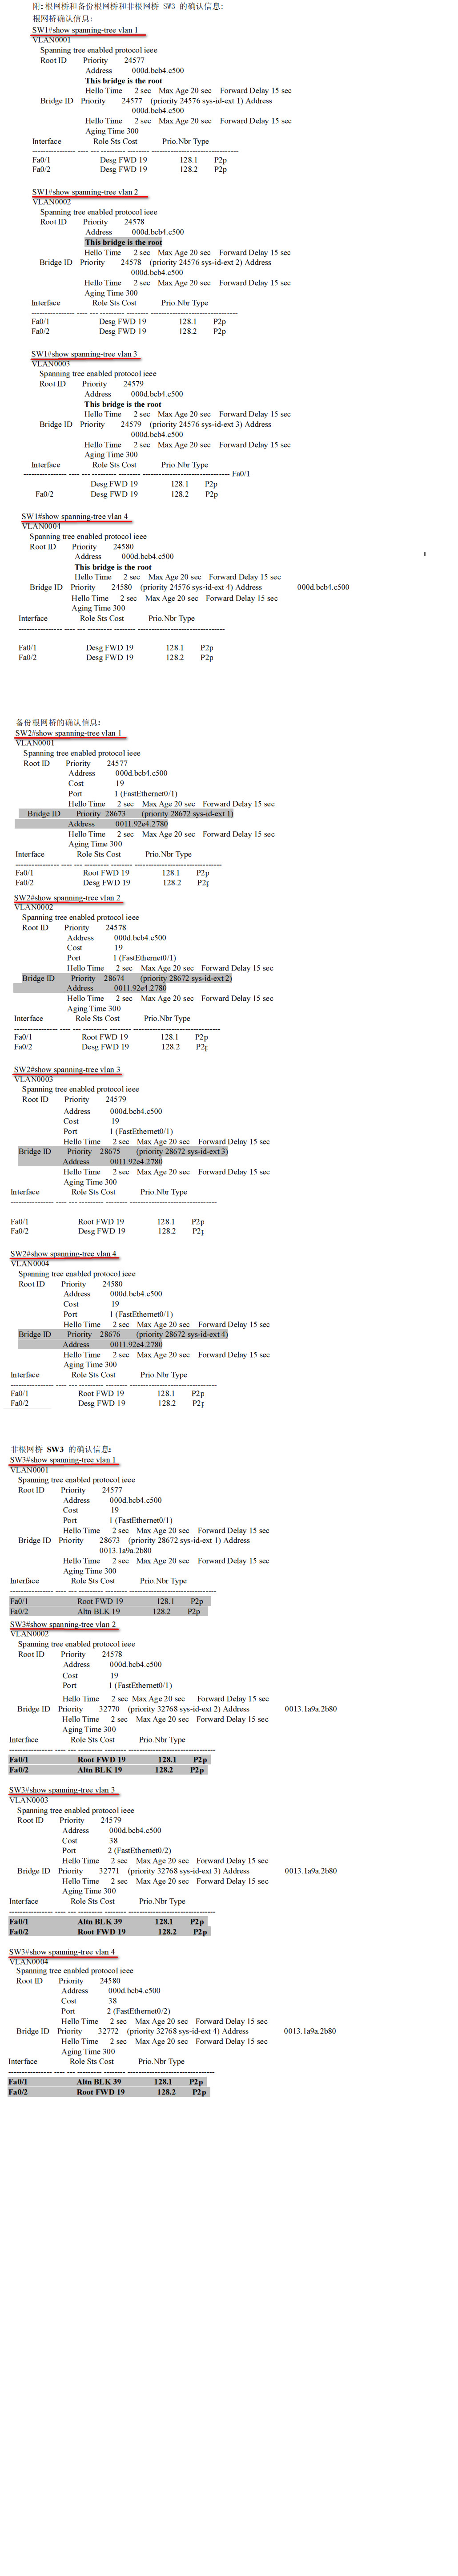 附: 根网桥和备份根网桥和非根网桥 SW3 的确认信息:
根网桥确认信息:
SW1#show spanning-tree vlan 1
VLAN0001
Spanning tree enabled protocol ieee
Root ID Priority 24577
Address 000d.bcb4.c500
This bridge is the root
Hello Time 2 sec Max Age 20 sec Forward Delay 15 sec
Bridge ID Priority 24577 (priority 24576 sys-id-ext 1) Address
000d.bcb4.c500
Hello Time 2 sec Max Age 20 sec Forward Delay 15 sec
Aging Time 300
Interface Role Sts Cost Prio.Nbr Type
---------------- ---- --- --------- -------- --------------------------------
Fa0/1 Desg FWD 19 128.1 P2p
Fa0/2 Desg FWD 19 128.2 P2p
SW1#show spanning-tree vlan 2
VLAN0002
Spanning tree enabled protocol ieee
Root ID Priority 24578
Address 000d.bcb4.c500
This bridge is the root
Hello Time 2 sec Max Age 20 sec Forward Delay 15 sec
Bridge ID Priority 24578 (priority 24576 sys-id-ext 2) Address
000d.bcb4.c500
Hello Time 2 sec Max Age 20 sec Forward Delay 15 sec
Aging Time 300
Interface Role Sts Cost Prio.Nbr Type
---------------- ---- --- --------- -------- --------------------------------
Fa0/1 Desg FWD 19 128.1 P2p
Fa0/2 Desg FWD 19 128.2 P2p
SW1#show spanning-tree vlan 3
VLAN0003
Spanning tree enabled protocol ieee
Root ID Priority 24579
Address 000d.bcb4.c500
This bridge is the root
Hello Time 2 sec Max Age 20 sec Forward Delay 15 sec
Bridge ID Priority 24579 (priority 24576 sys-id-ext 3) Address
000d.bcb4.c500
Hello Time 2 sec Max Age 20 sec Forward Delay 15 sec
Aging Time 300
Interface Role Sts Cost Prio.Nbr Type
---------------- ---- --- --------- -------- -------------------------------- Fa0/1
Desg FWD 19 128.1 P2p
Fa0/2 Desg FWD 19 128.2 P2p
SW1#show spanning-tree vlan 4
VLAN0004
Spanning tree enabled protocol ieee
Root ID Priority 24580
Address 000d.bcb4.c500
This bridge is the root
Hello Time 2 sec Max Age 20 sec Forward Delay 15 sec
Bridge ID Priority 24580 (priority 24576 sys-id-ext 4) Address 000d.bcb4.c500
Hello Time 2 sec Max Age 20 sec Forward Delay 15 sec
Aging Time 300
Interface Role Sts Cost Prio.Nbr Type
---------------- ---- --- --------- -------- --------------------------------
Fa0/1 Desg FWD 19 128.1 P2p
Fa0/2 Desg FWD 19 128.2 P2p
备份根网桥的确认信息:
SW2#show spanning-tree vlan 1
VLAN0001
Spanning tree enabled protocol ieee
Root ID Priority 24577
Address 000d.bcb4.c500
Cost 19
Port 1 (FastEthernet0/1)
Hello Time 2 sec Max Age 20 sec Forward Delay 15 sec
Bridge ID Priority 28673 (priority 28672 sys-id-ext 1)
Address 0011.92e4.2780
Hello Time 2 sec Max Age 20 sec Forward Delay 15 sec
Aging Time 300
Interface Role Sts Cost Prio.Nbr Type
---------------- ---- --- --------- -------- --------------------------------
Fa0/1 Root FWD 19 128.1 P2p
Fa0/2 Desg FWD 19 128.2 P2p
SW2#show spanning-tree vlan 2
VLAN0002
Spanning tree enabled protocol ieee
Root ID Priority 24578
Address 000d.bcb4.c500
Cost 19
Port 1 (FastEthernet0/1)
Hello Time 2 sec Max Age 20 sec Forward Delay 15 sec
Bridge ID Priority 28674 (priority 28672 sys-id-ext 2)
Address 0011.92e4.2780
Hello Time 2 sec Max Age 20 sec Forward Delay 15 sec
Aging Time 300
Interface Role Sts Cost Prio.Nbr Type
---------------- ---- --- --------- -------- --------------------------------
Fa0/1 Root FWD 19 128.1 P2p
Fa0/2 Desg FWD 19 128.2 P2p
SW2#show spanning-tree vlan 3
VLAN0003
Spanning tree enabled protocol ieee
Root ID Priority 24579
Address 000d.bcb4.c500
Cost 19
Port 1 (FastEthernet0/1)
Hello Time 2 sec Max Age 20 sec Forward Delay 15 sec
Bridge ID Priority 28675 (priority 28672 sys-id-ext 3)
Address 0011.92e4.2780
Hello Time 2 sec Max Age 20 sec Forward Delay 15 sec
Aging Time 300
Interface Role Sts Cost Prio.Nbr Type
---------------- ---- --- --------- -------- --------------------------------
Fa0/1 Root FWD 19 128.1 P2p
Fa0/2 Desg FWD 19 128.2 P2p
SW2#show spanning-tree vlan 4
VLAN0004
Spanning tree enabled protocol ieee
Root ID Priority 24580
Address 000d.bcb4.c500
Cost 19
Port 1 (FastEthernet0/1)
Hello Time 2 sec Max Age 20 sec Forward Delay 15 sec
Bridge ID Priority 28676 (priority 28672 sys-id-ext 4)
Address 0011.92e4.2780
Hello Time 2 sec Max Age 20 sec Forward Delay 15 sec
Aging Time 300
Interface Role Sts Cost Prio.Nbr Type
---------------- ---- --- --------- -------- --------------------------------
Fa0/1 Root FWD 19 128.1 P2p
Fa0/2 Desg FWD 19 128.2 P2p
非根网桥 SW3 的确认信息:
SW3#show spanning-tree vlan 1
VLAN0001
Spanning tree enabled protocol ieee
Root ID Priority 24577
Address 000d.bcb4.c500
Cost 19
Port 1 (FastEthernet0/1)
Hello Time 2 sec Max Age 20 sec Forward Delay 15 sec
Bridge ID Priority 28673 (priority 28672 sys-id-ext 1) Address
0013.1a9a.2b80
Hello Time 2 sec Max Age 20 sec Forward Delay 15 sec
Aging Time 300
Interface Role Sts Cost Prio.Nbr Type
---------------- ---- --- --------- -------- --------------------------------
Fa0/1 Root FWD 19 128.1 P2p
Fa0/2 Altn BLK 19 128.2 P2p
SW3#show spanning-tree vlan 2
VLAN0002
Spanning tree enabled protocol ieee
Root ID Priority 24578
Address 000d.bcb4.c500
Cost 19
Port 1 (FastEthernet0/1)
Hello Time 2 sec Max Age 20 sec Forward Delay 15 sec
Bridge ID Priority 32770 (priority 32768 sys-id-ext 2) Address 0013.1a9a.2b80
Hello Time 2 sec Max Age 20 sec Forward Delay 15 sec
Aging Time 300
Interface Role Sts Cost Prio.Nbr Type
---------------- ---- --- --------- -------- --------------------------------
Fa0/1 Root FWD 19 128.1 P2p
Fa0/2 Altn BLK 19 128.2 P2p
SW3#show spanning-tree vlan 3
VLAN0003
Spanning tree enabled protocol ieee
Root ID Priority 24579
Address 000d.bcb4.c500
Cost 38
Port 2 (FastEthernet0/2)
Hello Time 2 sec Max Age 20 sec Forward Delay 15 sec
Bridge ID Priority 32771 (priority 32768 sys-id-ext 3) Address 0013.1a9a.2b80
Hello Time 2 sec Max Age 20 sec Forward Delay 15 sec
Aging Time 300
Interface Role Sts Cost Prio.Nbr Type
---------------- ---- --- --------- -------- --------------------------------
Fa0/1 Altn BLK 39 128.1 P2p
Fa0/2 Root FWD 19 128.2 P2p
SW3#show spanning-tree vlan 4
VLAN0004
Spanning tree enabled protocol ieee
Root ID Priority 24580
Address 000d.bcb4.c500
Cost 38
Port 2 (FastEthernet0/2)
Hello Time 2 sec Max Age 20 sec Forward Delay 15 sec
Bridge ID Priority 32772 (priority 32768 sys-id-ext 4) Address 0013.1a9a.2b80
Hello Time 2 sec Max Age 20 sec Forward Delay 15 sec
Aging Time 300
Interface Role Sts Cost Prio.Nbr Type
---------------- ---- --- --------- -------- --------------------------------
Fa0/1 Altn BLK 39 128.1 P2p
Fa0/2 Root FWD 19 128.2 P2p